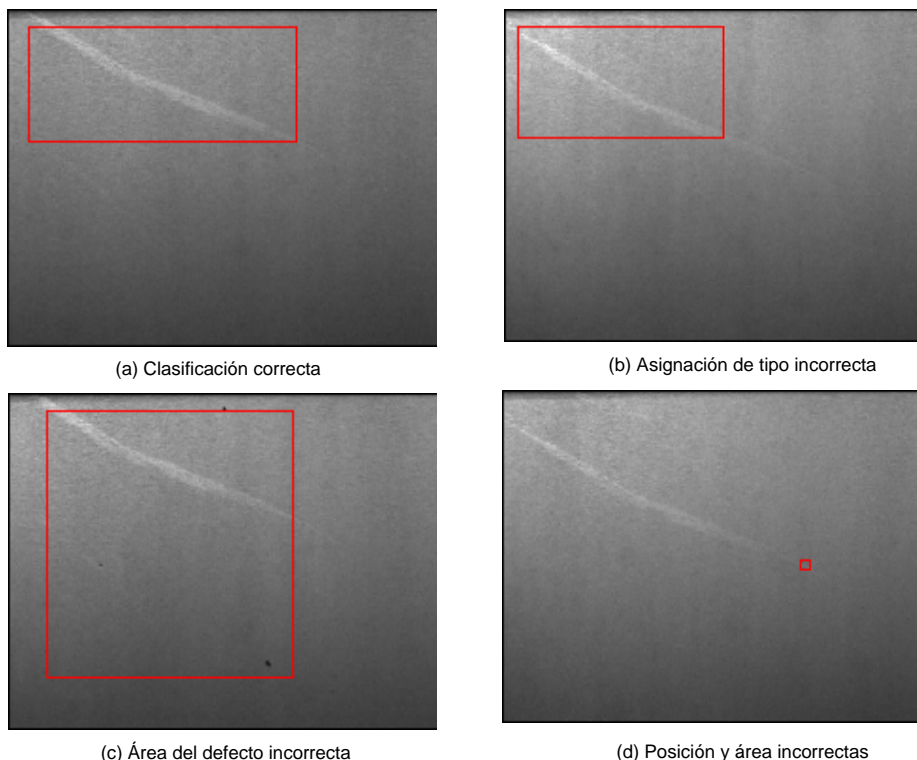 (a) Clasificación correcta
(b) Asignación de tipo incorrecta
(c) Área del defecto incorrecta
(d) Posición y área incorrectas